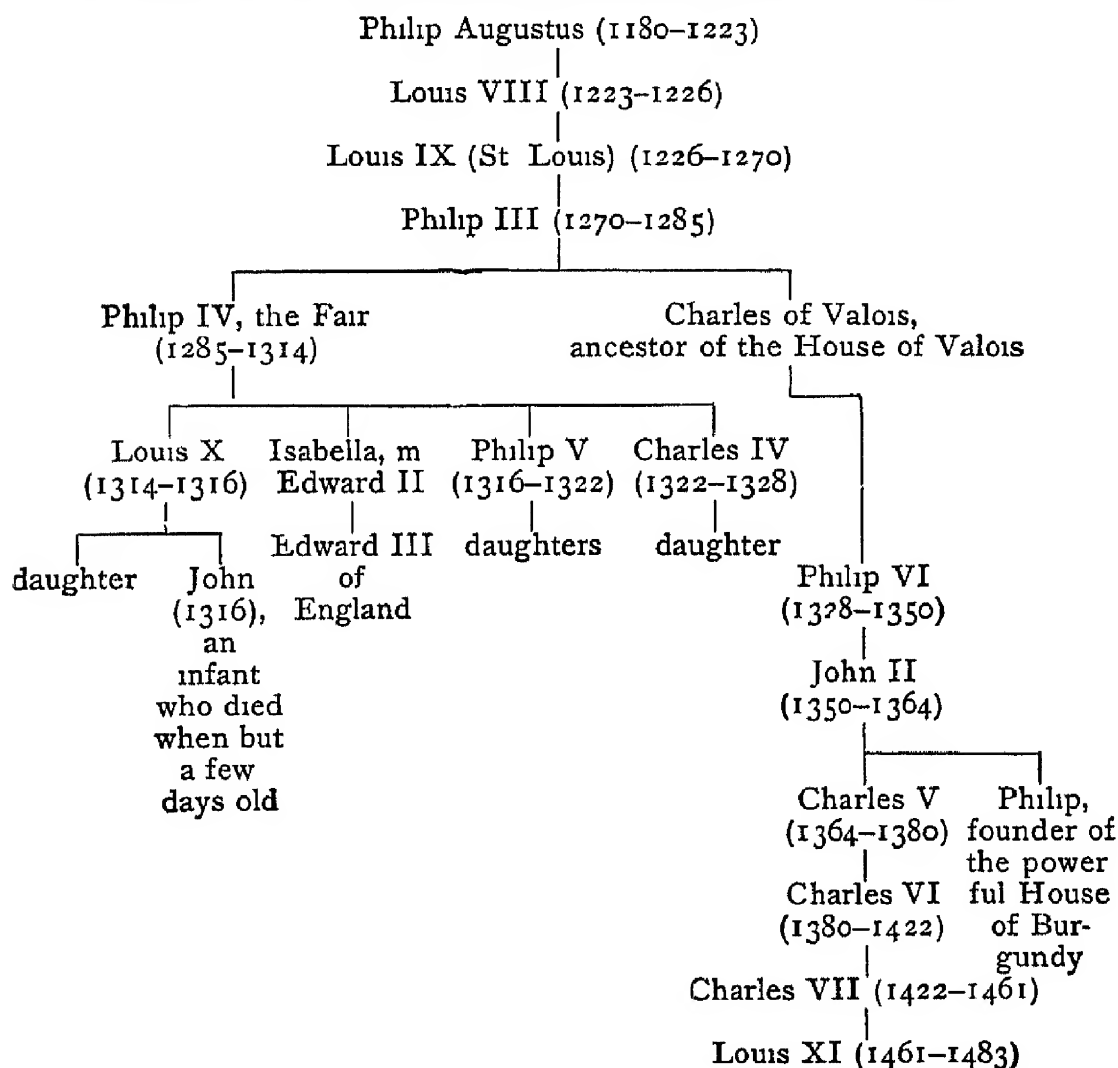 Philip Augustus (1180–1223)
Louis VIII (1223–1226)
Louis IX (St Louis) (1226–1270)
Philip III (1270–1285)
Philip IV, the Fair
(1285–1314)
Charles of Valois,
ancestor of the House of Valois
Louis X
(1314–1316)
Isabella, m
Edward II
Philip V
(1316–1322)
Charles IV
(1322–1328)
daughter
John
(1316),
an
infant
who died
when but
a few
days old
Edward III
of
England
daughters
daughter
Philip VI
(1328–1350)
John II
(1350–1364)
Charles V
(1364–1380)
Philip,
founder of
the power
ful House
of Bur-
gundy
Charles VI
(1380–1422)
Charles VII (1422–1461)
Louis XI (1461–1483)